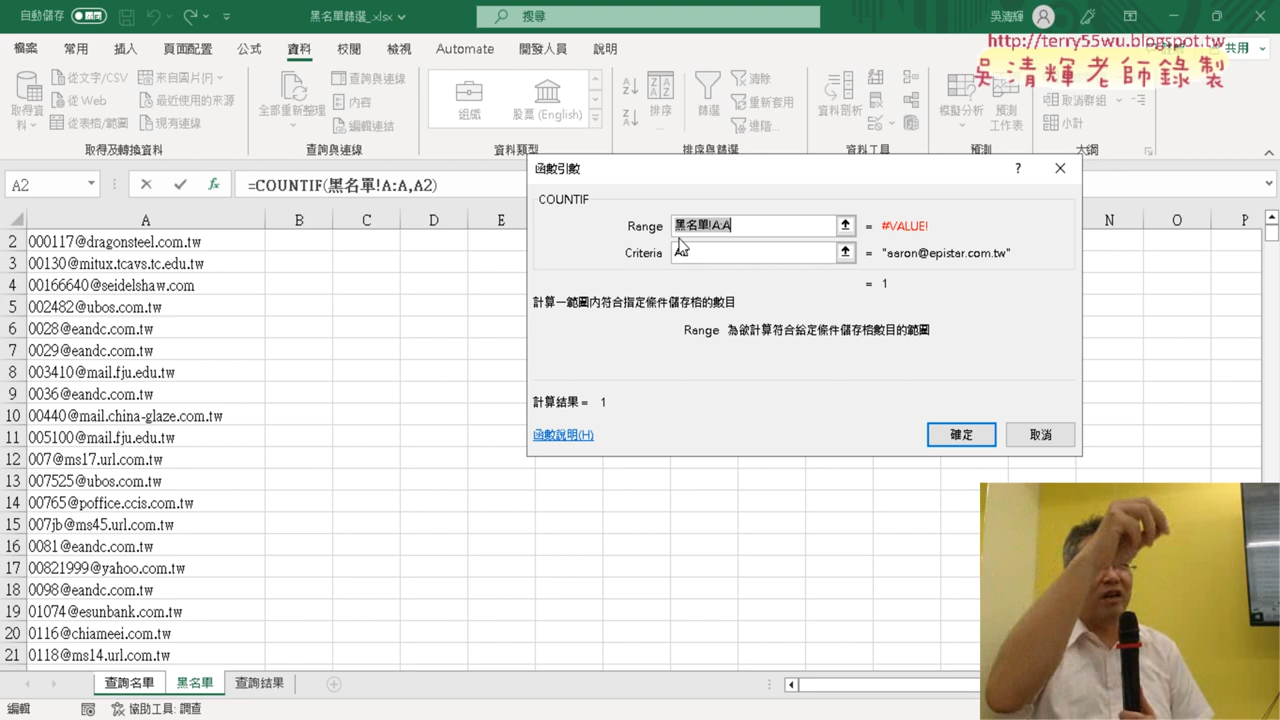 自動儲存
黑名單篩選_.xlsx
搜尋
吳清輝
http://terry55wu.blogspot.tw
吳清輝老師錄製
檔案 常用 插入 頁面配置 公式 資料 校閱 檢視 Automate 開發人員 說明
共用
取得資料
從文字/CSV
從 Web
從表格/範圍
來自圖片
最近使用的來源
現有連線
全部重新整理
查詢與連線
內容
編輯連結
組織
股票 (English)
排序
篩選
清除
重新套用
進階...
資料剖析
模擬分析
預測工作表
取消群組
小計
取得及轉換資料 查詢與連線 資料類型 排序與篩選 資料工具 預測 大綱
A2
=COUNTIF(黑名單!A:A,A2)
A B C D E N O P
2 000117@dragonsteel.com.tw
3 00130@mitux.tcavs.tc.edu.tw
4 00166640@seidelshaw.com
5 002482@ubos.com.tw
6 0028@eandc.com.tw
7 0029@eandc.com.tw
8 003410@mail.fju.edu.tw
9 0036@eandc.com.tw
10 00440@mail.china-glaze.com.tw
11 005100@mail.fju.edu.tw
12 007@ms17.url.com.tw
13 007525@ubos.com.tw
14 00765@poffice.ccis.com.tw
15 007jb@ms45.url.com.tw
16 0081@eandc.com.tw
17 00821999@yahoo.com.tw
18 0098@eandc.com.tw
19 01074@esunbank.com.tw
20 0116@chiameei.com.tw
21 0118@ms14.url.com.tw
函數引數
? 
COUNTIF
Range 黑名單!A:A = #VALUE!
Criteria = "aaron@epistar.com.tw"
= 1
計算一範圍內符合指定條件儲存格的數目
Range 為欲計算符合給定條件儲存格數目的範圍
計算結果 = 1
函數說明(H)
確定 取消
查詢名單 黑名單 查詢結果
編輯
協助工具: 調查